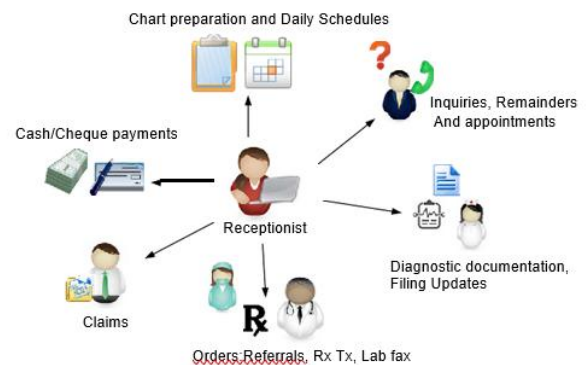 Chart preparation and Daily Schedules
?
Inquiries, Remainders
And appointments
Cash/Cheque payments
Receptionist
Diagnostic documentation,
Filing Updates
Claims
Rx
Orders:Referrals, Rx Tx, Lab fax